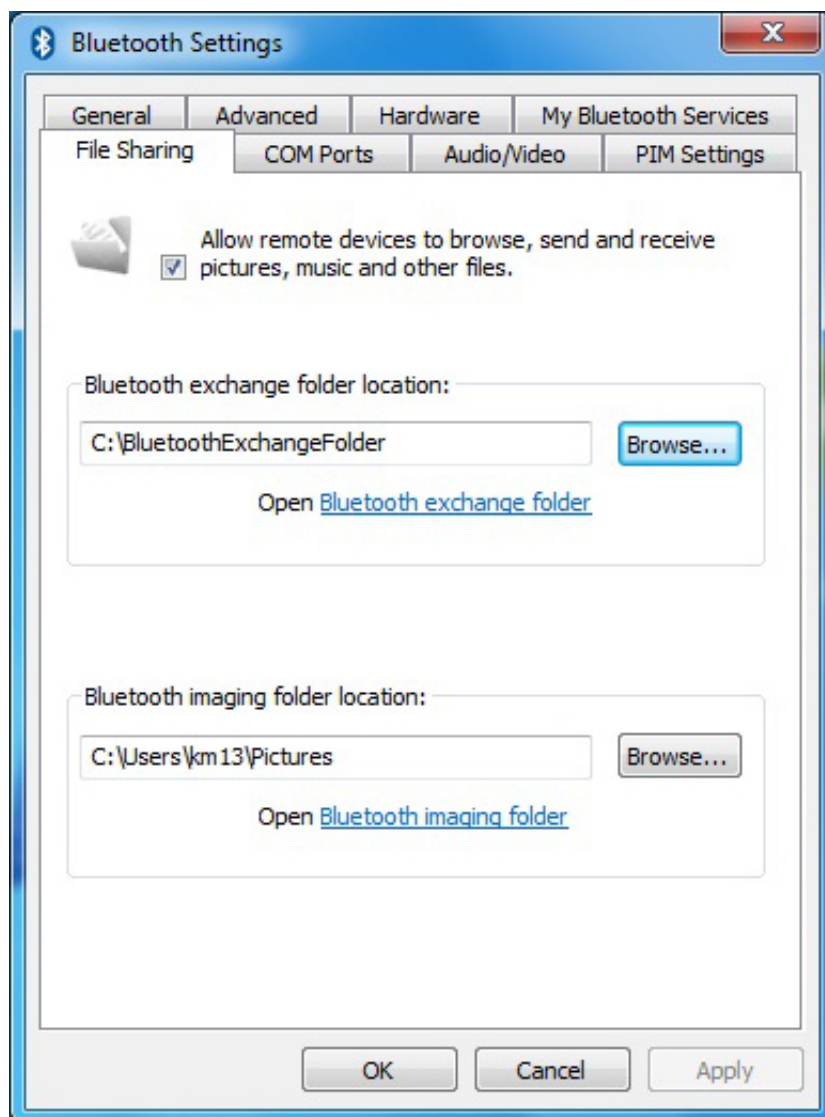 Bluetooth Settings
General Advanced Hardware My Bluetooth Services
File Sharing COM Ports Audio/Video PIM Settings
Allow remote devices to browse, send and receive
pictures, music and other files.
Bluetooth exchange folder location:
C:\BluetoothExchangeFolder Browse...
Open Bluetooth exchange folder
Bluetooth imaging folder location:
C:\Users\km13\Pictures Browse...
Open Bluetooth imaging folder
OK Cancel Apply